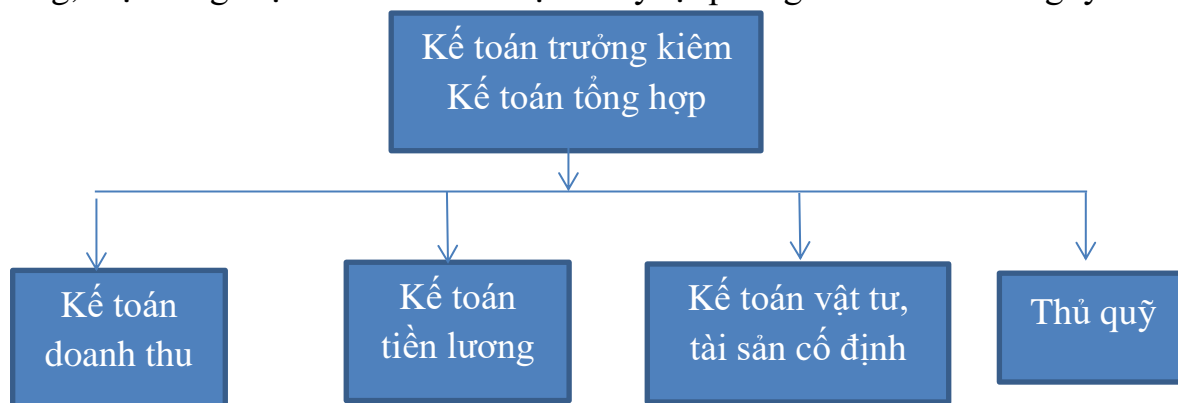 Kế toán trưởng kiêm
Kế toán tổng hợp
Kế toán
doanh thu
Kế toán
tiền lương
Kế toán vật tư,
tài sản cố định
Thủ quỹ